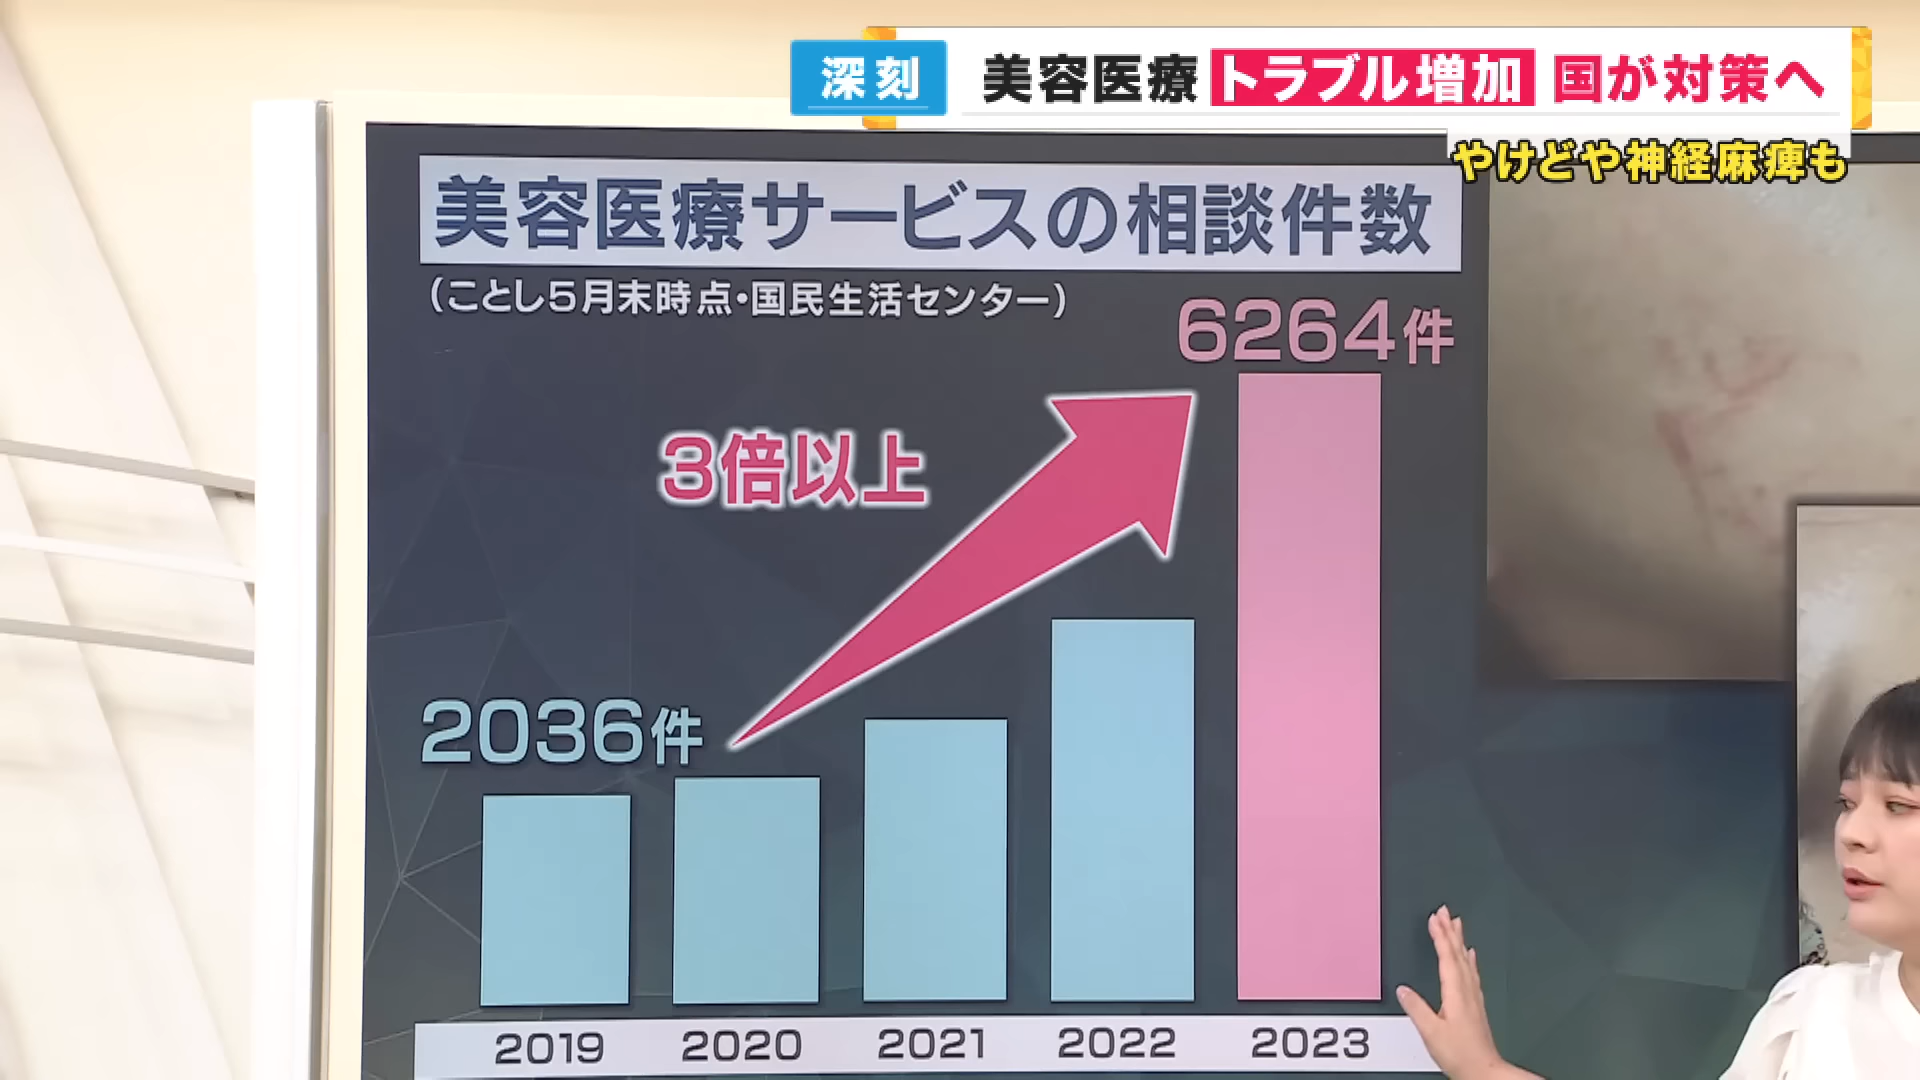 深刻 美容医療トラブル増加 国が対策へ
やけどや神経麻痺も
美容医療サービスの相談件数
(ことし5月末時点・国民生活センター)
6264件
3倍以上
2036件
2019 2020 2021 2022 2023